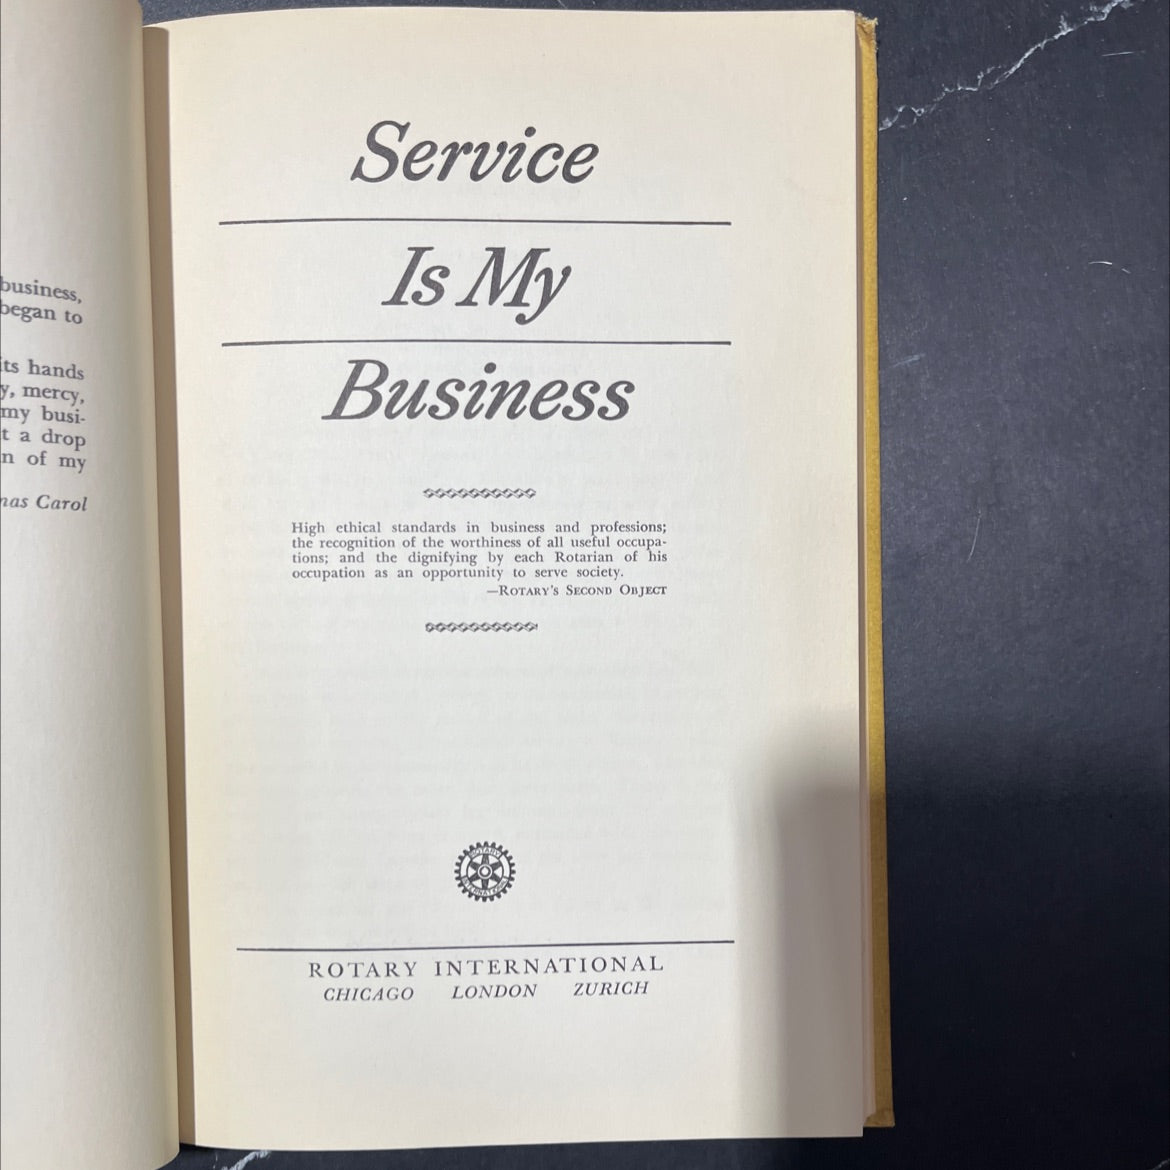 business,
began to
its hands
y, mercy,
my busi-
t a drop
n of my
nas Carol
Service
Is My
Business
High ethical standards in business and professions;
the recognition of the worthiness of all useful occupa-
tions; and the dignifying by each Rotarian of his
occupation as an opportunity to serve society.
—ROTARY'S SECOND OBJECT
ROTARY
INTERNATIONAL
ROTARY INTERNATIONAL
CHICAGO LONDON ZURICH